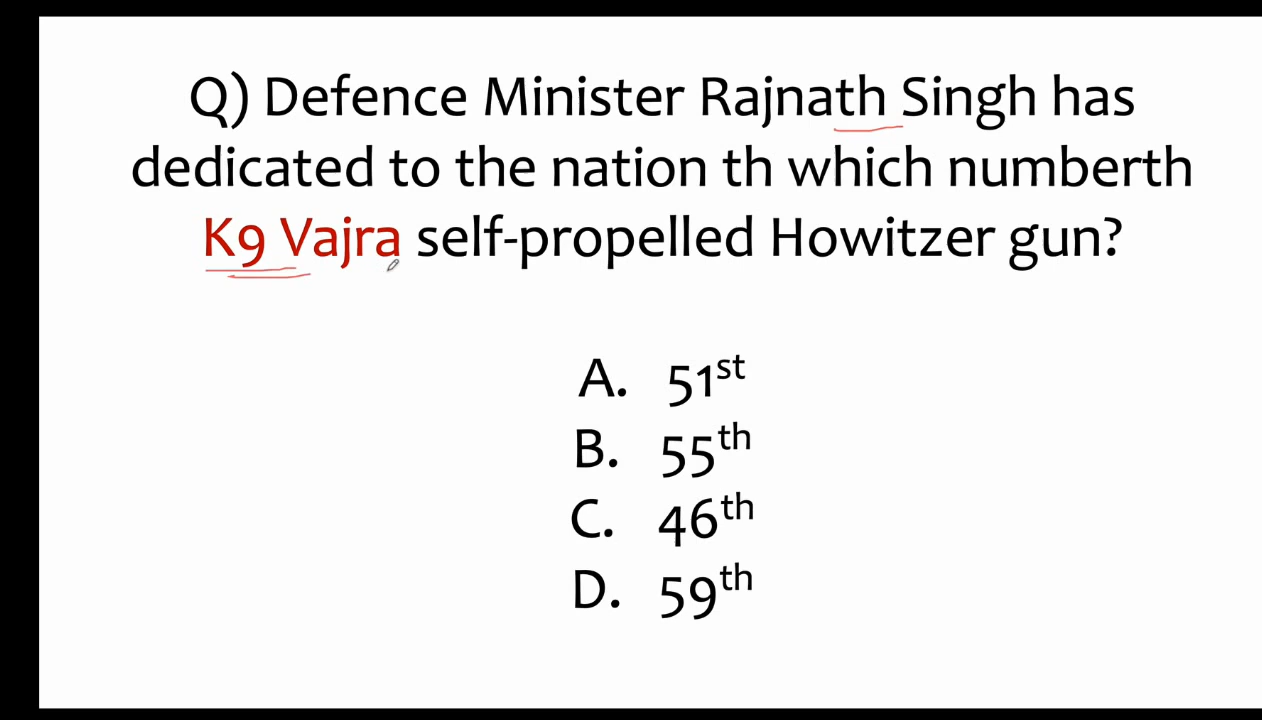 Q) Defence Minister Rajnath Singh has
dedicated to the nation th which numberth
K9 Vajra self-propelled Howitzer gun?
A. 51st
B. 55th
C. 46th
D. 59th